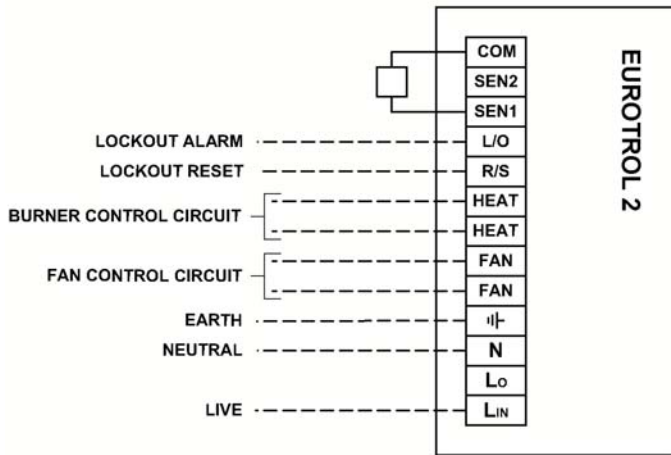 COM
SEN2
SEN1
LOCKOUT ALARM L/O
LOCKOUT RESET R/S
HEAT
BURNER CONTROL CIRCUIT
HEAT
FAN
FAN CONTROL CIRCUIT
FAN
EARTH
NEUTRAL N
Lo
LIVE LIN
EUROTROL 2